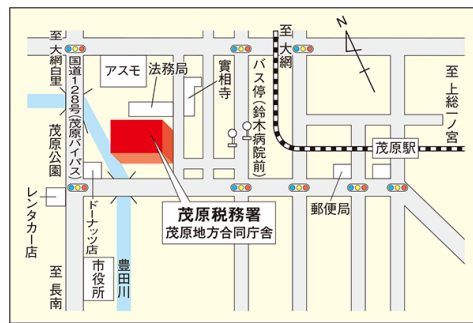 至大網白里
国道128号(茂原バイパス)
アスモ
法務局
實相寺
バス停(鈴木病院前)
至大網
N
至上総一ノ宮
茂原駅
茂原公園
レンタカー店
ドーナッツ店
茂原税務署
茂原地方合同庁舎
郵便局
至長南
市役所
豊田川